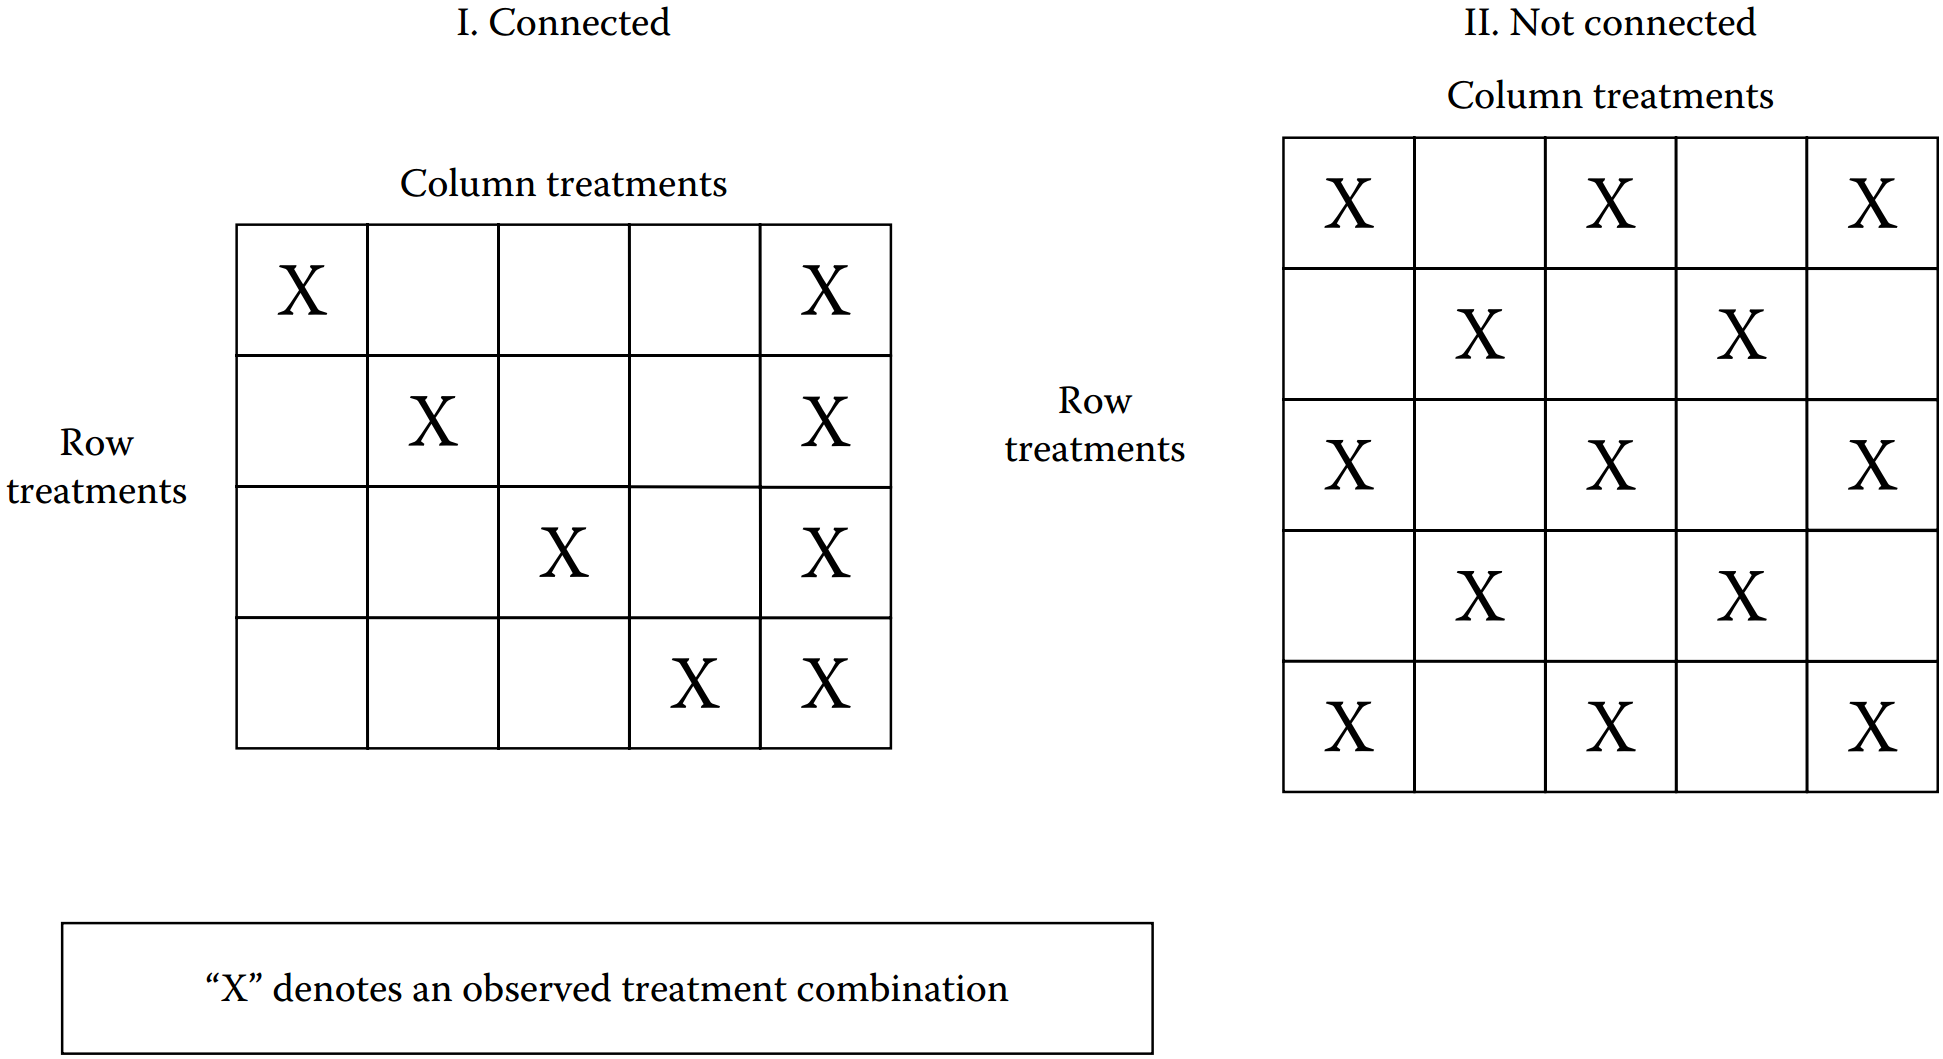 I. Connected
Column treatments
X X
X X
Row
treatments
X X
X X
II. Not connected
Column treatments
X X X
X X
Row
treatments
X X X
X X
X X X
“X” denotes an observed treatment combination